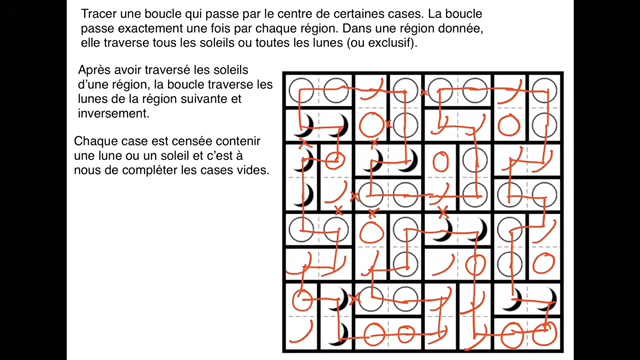 Tracer une boucle qui passe par le centre de certaines cases. La boucle
passe exactement une fois par chaque région. Dans une région donnée,
elle traverse tous les soleils ou toutes les lunes (ou exclusif).
Après avoir traversé les soleils
d'une région, la boucle traverse les
lunes de la région suivante et
inversement.
Chaque case est censée contenir
une lune ou un soleil et c'est à
nous de compléter les cases vides.